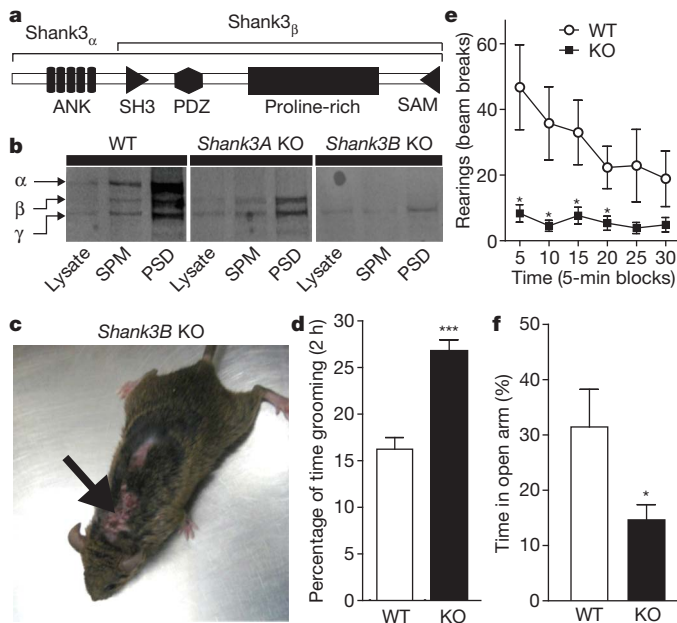 a
Shank3α
Shank3β
ANK SH3 PDZ Proline-rich SAM
b
WT Shank3A KO Shank3B KO
α
β
γ
Lysate SPM PSD Lysate SPM PSD Lysate SPM PSD
c
Shank3B KO
d
Percentage of time grooming (2 h)
30
25
20
15
10
5
0
***
WT KO
e
WT
KO
Rearings (beam breaks)
60
40
20
0
* * * *
5 10 15 20 25 30
Time (5-min blocks)
f
Time in open arm (%)
50
40
30
20
10
0
*
WT KO